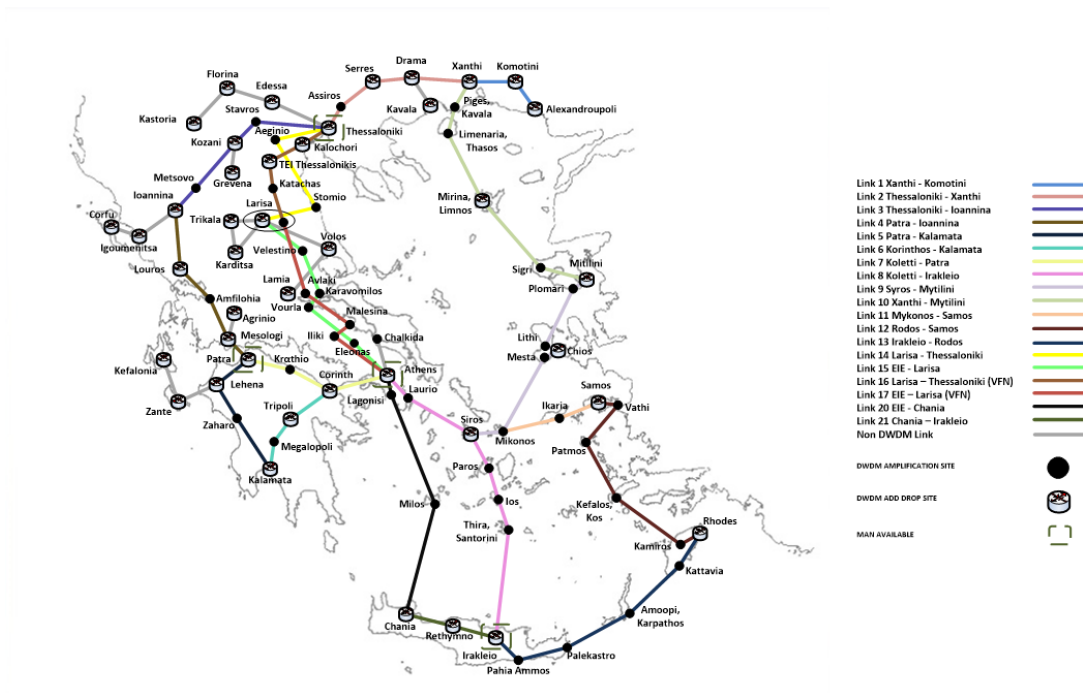 Drama
Xanthi
Komotini
Serres
Florina
Edessa
Assiros
Piges,
Kavala
Kavala
Alexandroupoli
Stavros
Kastoria
Aeginio
Thessaloniki
Limenaria,
Thasos
Kozani
Kalochori
TEI Thessalonikis
Metsovo
Grevena
Katachas
Ioannina
Larisa
Stomio
Mirina,
Limnos
Corfu
Trikala
Igoumenitsa
Volos
Karditsa
Velestino
Louros
Sigri
Mitilini
Lamia
Avlaki
Karavomilos
Plomari
Amfilohia
Vourla
Malesina
Agrinio
Mesologi
Iliki
Chalkida
Lithi
Eleonas
Mesta
Chios
Patra
Krathio
Kefalonia
Athens
Lehena
Corinth
Laurio
Samos
Lagonisi
Zante
Tripoli
Ikaria
Vathi
Siros
Zaharo
Mikonos
Megalopoli
Patmos
Paros
Kalamata
Milos
Ios
Kefalos,
Kos
Thira,
Santorini
Rhodes
Kamiros
Kattavia
Amoopi,
Karpathos
Chania
Rethymno
Irakleio
Palekastro
Pahia Ammos
Link 1 Xanthi - Komotini
Link 2 Thessaloniki - Xanthi
Link 3 Thessaloniki - Ioannina
Link 4 Patra - Ioannina
Link 5 Patra - Kalamata
Link 6 Korinthos - Kalamata
Link 7 Koletti - Patra
Link 8 Koletti - Irakleio
Link 9 Syros - Mytilini
Link 10 Xanthi - Mytilini
Link 11 Mykonos - Samos
Link 12 Rodos - Samos
Link 13 Irakleio - Rodos
Link 14 Larisa - Thessaloniki
Link 15 EIE - Larisa
Link 16 Larisa – Thessaloniki (VFN)
Link 17 EIE – Larisa (VFN)
Link 20 EIE - Chania
Link 21 Chania – Irakleio
Non DWDM Link
DWDM AMPLIFICATION SITE
DWDM ADD DROP SITE
MAN AVAILABLE